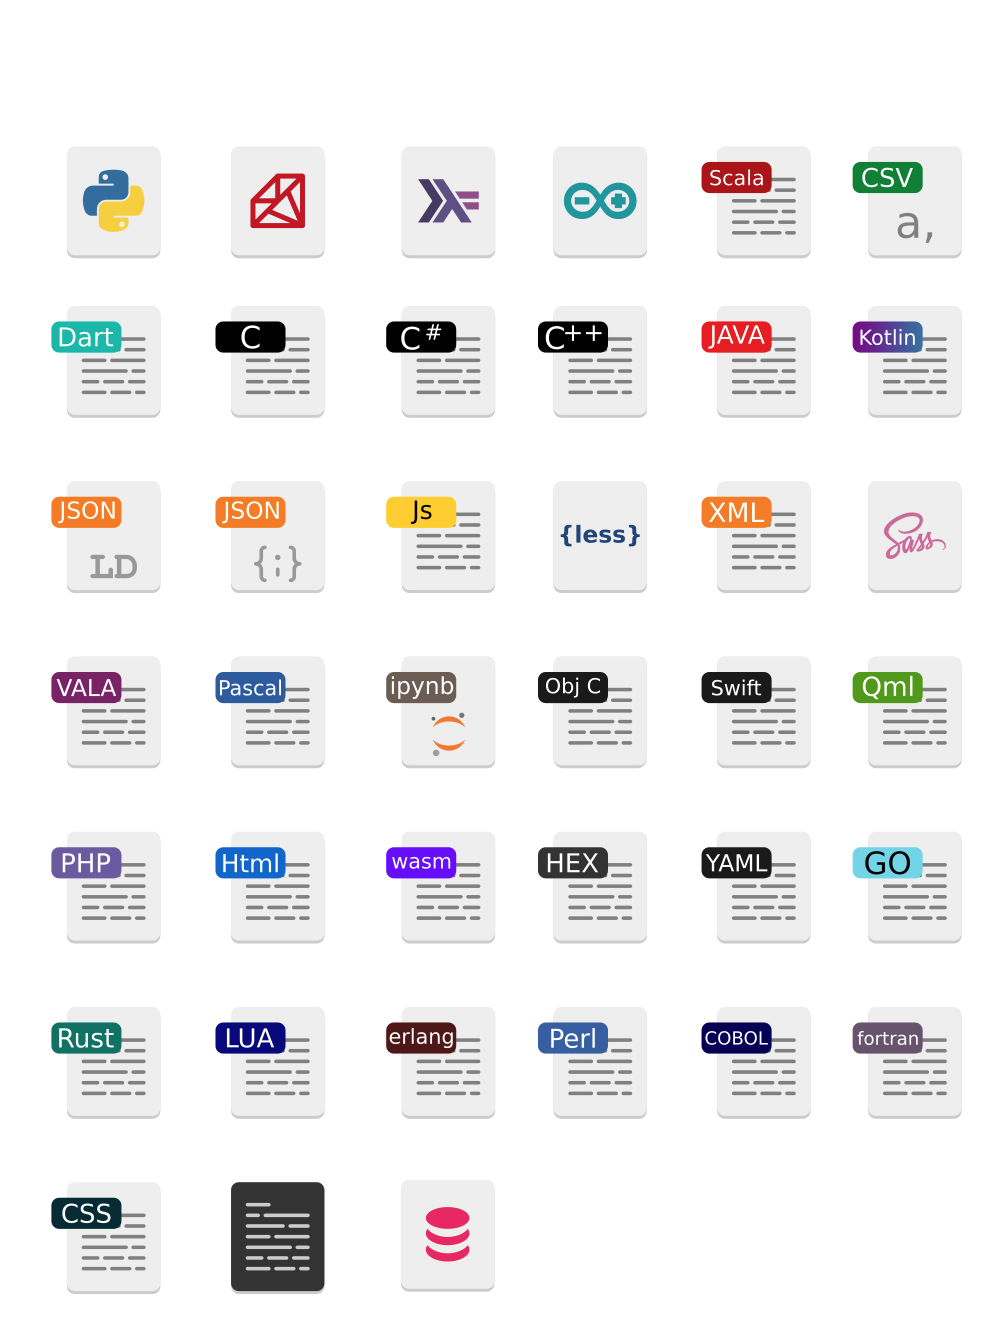 Scala
CSV
a,
Dart
C
C#
C++
JAVA
Kotlin
JSON
LD
JSON
{;}
Js
{less}
XML
Sass
VALA
Pascal
ipynb
Obj C
Swift
Qml
PHP
Html
wasm
HEX
YAML
GO
Rust
LUA
erlang
Perl
COBOL
fortran
CSS